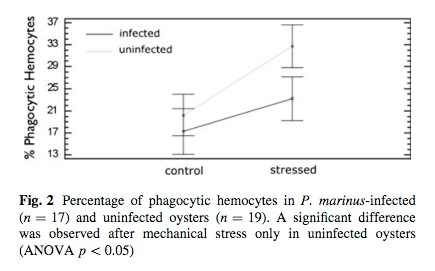 37
33
29
25
21
17
13
% Phagocytic Hemocytes
infected
uninfected
control
stressed
Fig. 2 Percentage of phagocytic hemocytes in P. marinus-infected
(n = 17) and uninfected oysters (n = 19). A significant difference
was observed after mechanical stress only in uninfected oysters
(ANOVA p < 0.05)